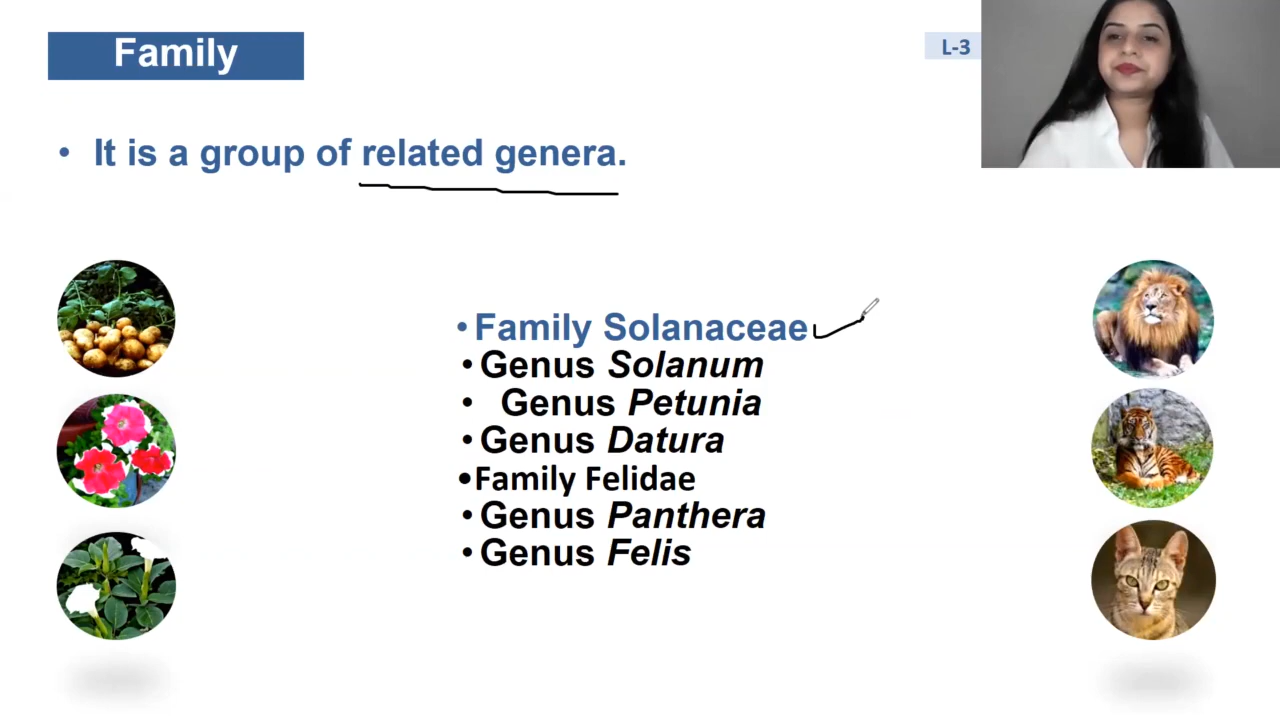 Family
L-3
• It is a group of related genera.
• Family Solanaceae
• Genus Solanum
• Genus Petunia
• Genus Datura
• Family Felidae
• Genus Panthera
• Genus Felis